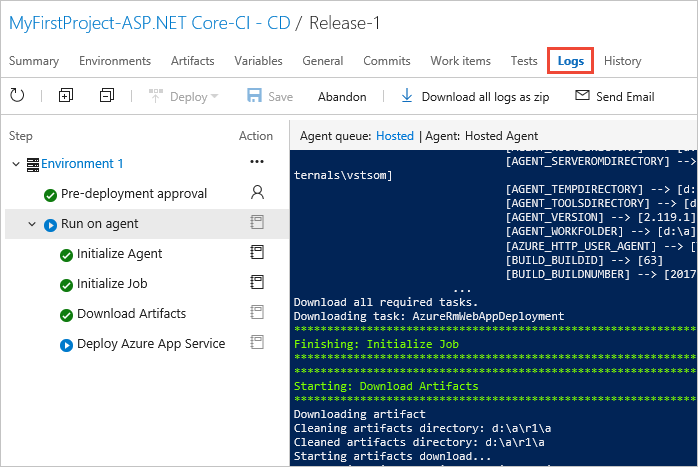 MyFirstProject-ASP.NET Core-CI - CD / Release-1
Summary Environments Artifacts Variables General Commits Work items Tests Logs History
Deploy Save Abandon Download all logs as zip Send Email
Step Action
Environment 1 •••
Pre-deployment approval
Run on agent
Initialize Agent
Initialize Job
Download Artifacts
Deploy Azure App Service
Agent queue: Hosted | Agent: Hosted Agent
[AGENT_SERVEROMDIRECTORY] -->
ternals\vstsom]
[AGENT_TEMPDIRECTORY] --> [d:
[AGENT_TOOLSDIRECTORY] --> [d
[AGENT_VERSION] --> [2.119.1]
[AGENT_WORKFOLDER] --> [d:\a]
[AZURE_HTTP_USER_AGENT] --> [
[BUILD_BUILDID] --> [63]
[BUILD_BUILDNUMBER] --> [2017
...
Download all required tasks.
Downloading task: AzureRmWebAppDeployment
******************************************************************
Finishing: Initialize Job
******************************************************************
******************************************************************
Starting: Download Artifacts
******************************************************************
Downloading artifact
Cleaning artifacts directory: d:\a\r1\a
Cleaned artifacts directory: d:\a\r1\a
Starting artifacts download...